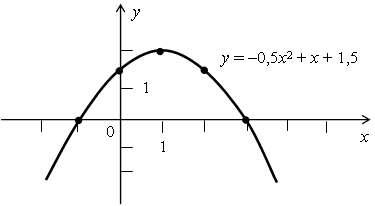 y
y = –0,5x² + x + 1,5
1
0
1
x